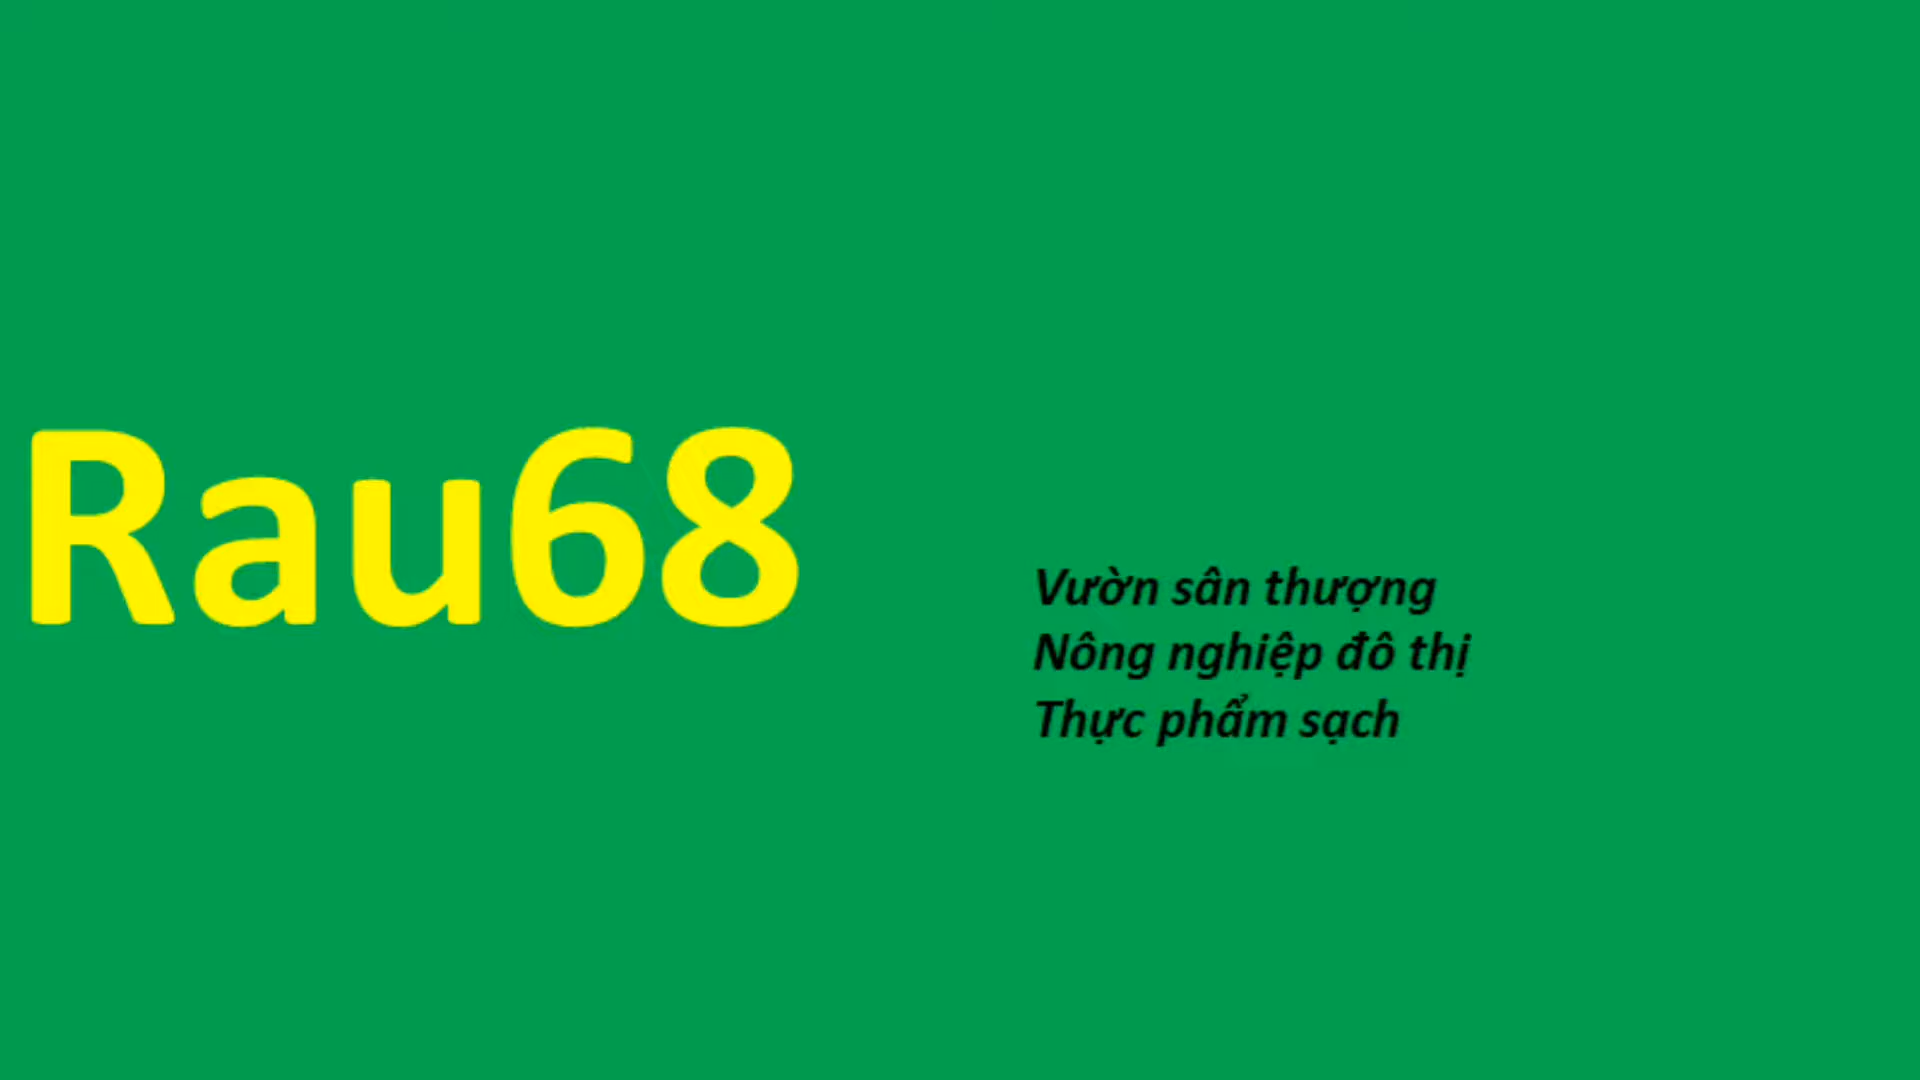 Rau68
Vườn sân thượng
Nông nghiệp đô thị
Thực phẩm sạch